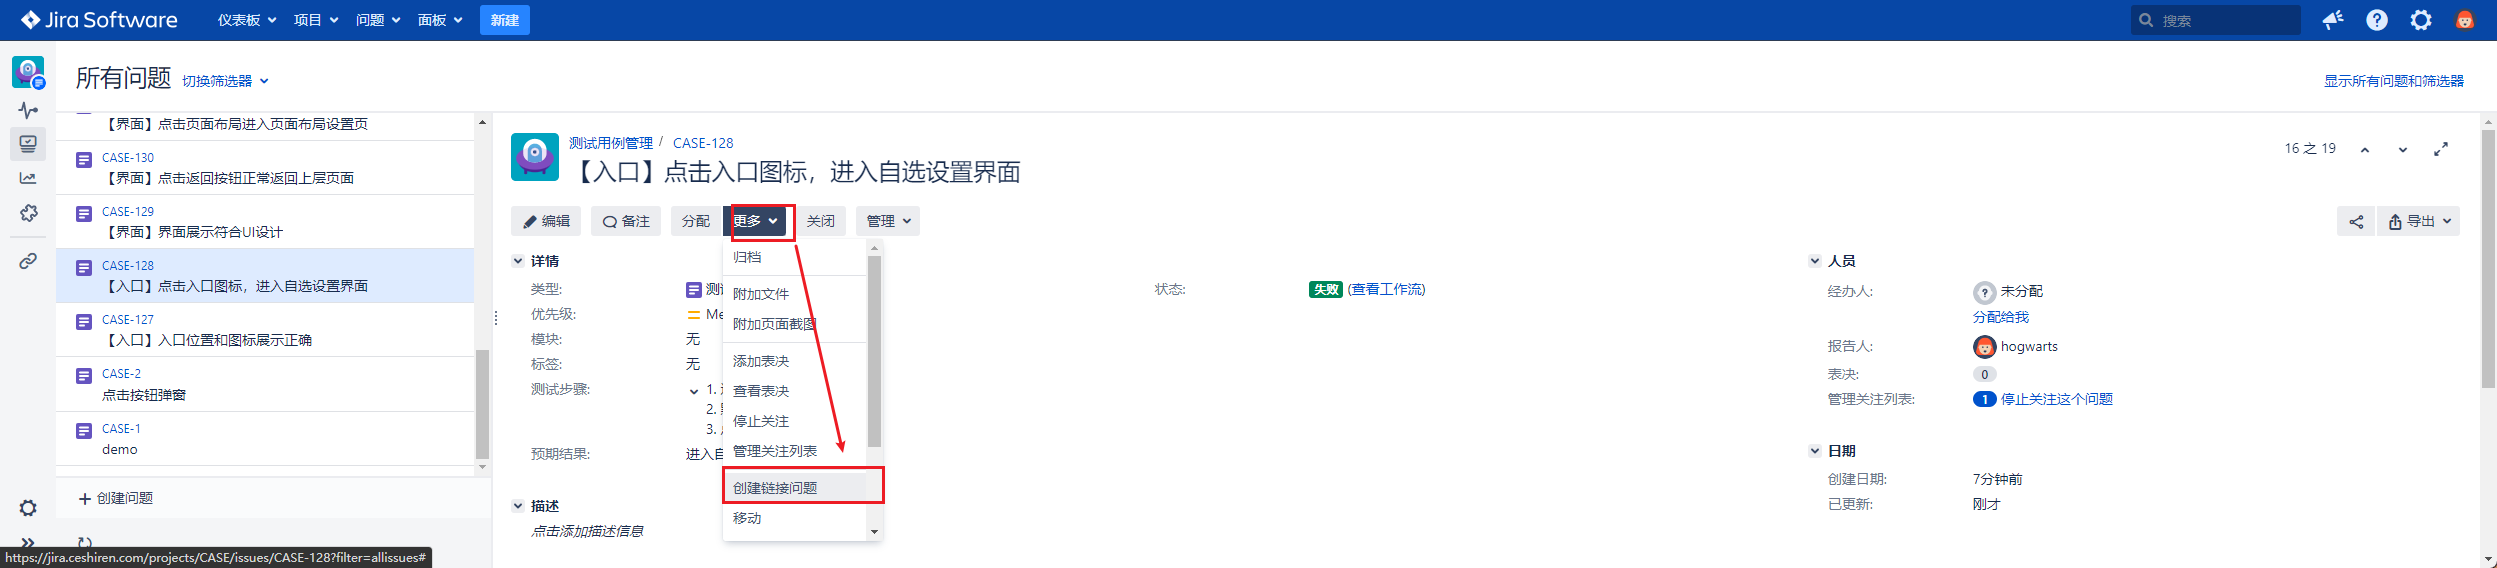 Jira Software 仪表板 项目 问题 面板 新建 搜索
所有问题 切换筛选器 显示所有问题和筛选器
【界面】点击页面布局进入页面布局设置页
CASE-130
【界面】点击返回按钮正常返回上层页面
CASE-129
【界面】界面展示符合UI设计
CASE-128
【入口】点击入口图标，进入自选设置界面
CASE-127
【入口】入口位置和图标展示正确
CASE-2
点击按钮弹窗
CASE-1
demo
+ 创建问题
https://jira.ceshiren.com/projects/CASE/issues/CASE-128?filter=allissues#
测试用例管理 / CASE-128
【入口】点击入口图标，进入自选设置界面
16 之 19
编辑 备注 分配 更多 关闭 管理 导出
归档
附加文件
附加页面截图
添加表决
查看表决
停止关注
管理关注列表
创建链接问题
移动
详情
类型: 测
状态: 失败 (查看工作流)
优先级: Me
模块: 无
标签: 无
测试步骤: 1.
2.
3.
预期结果: 进入自
描述
点击添加描述信息
人员
经办人: ? 未分配
分配给我
报告人: hogwarts
表决: 0
管理关注列表: 1 停止关注这个问题
日期
创建日期: 7分钟前
已更新: 刚才